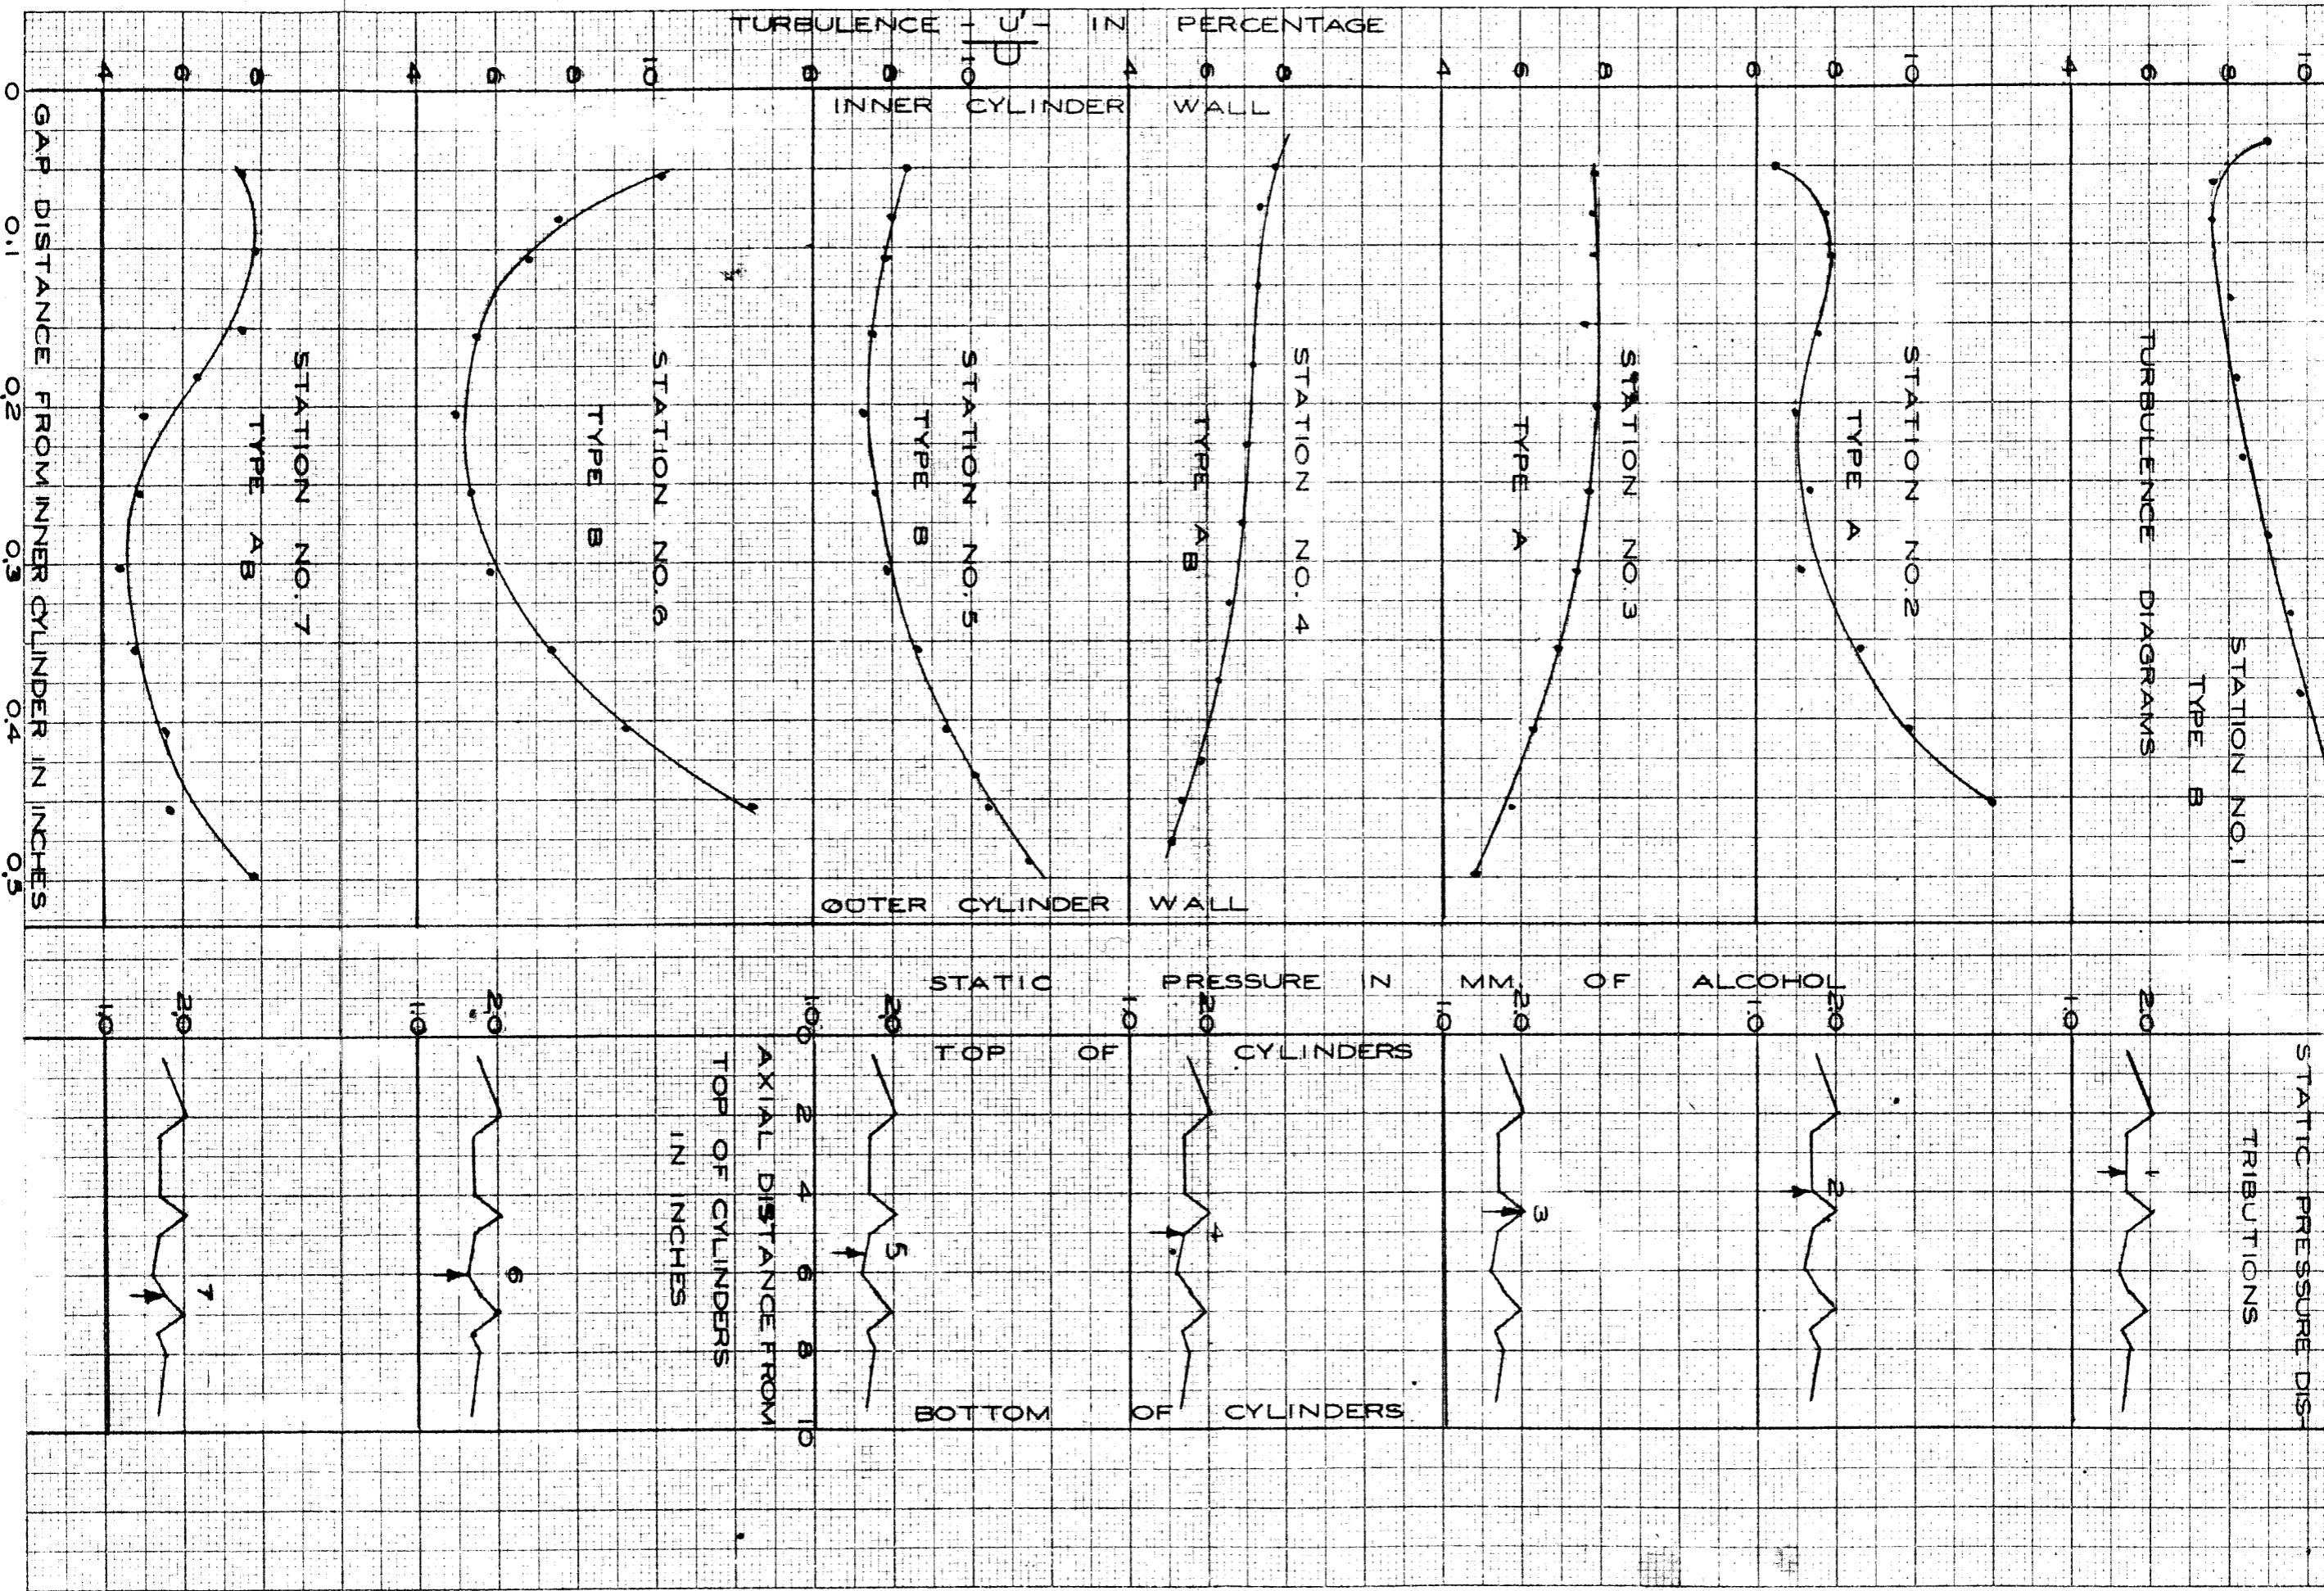 TURBULENCE - U' - IN PERCENTAGE
U
4 6 8
4 6 8 10
6 8 10
4 6 8
4 6 8
6 8 10
4 6 8 10
INNER CYLINDER WALL
0 0,1 0,2 0,3 0,4 0,5
GAP DISTANCE FROM INNER CYLINDER IN INCHES
STATION NO. 7
TYPE AB
STATION NO. 6
TYPE B
STATION NO. 5
TYPE B
STATION NO. 4
TYPE AB
STATION NO. 3
TYPE A
STATION NO. 2
TYPE A
TURBULENCE DIAGRAMS
STATION NO. 1
TYPE B
OUTER CYLINDER WALL
STATIC PRESSURE IN MM. OF ALCOHOL
1,0 2,0
1.0 2,0
1.0 2,0
1.0 2.0
1.0 2.0
1.0 2.0
1.0 2.0
TOP OF CYLINDERS
AXIAL DISTANCE FROM
TOP OF CYLINDERS
IN INCHES
0 2 4 6 8 10
7
6
5
4
3
2
1
BOTTOM OF CYLINDERS
STATIC PRESSURE DIS-
TRIBUTIONS